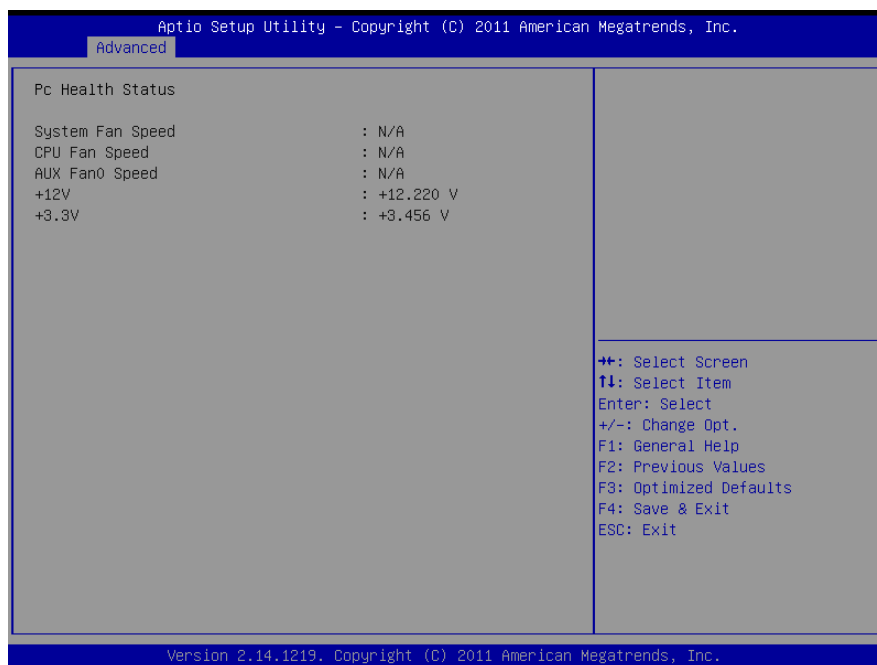 Aptio Setup Utility – Copyright (C) 2011 American Megatrends, Inc.
Advanced
Pc Health Status
System Fan Speed : N/A
CPU Fan Speed : N/A
AUX Fan0 Speed : N/A
+12V : +12.220 V
+3.3V : +3.456 V
→←: Select Screen
↑↓: Select Item
Enter: Select
+/-: Change Opt.
F1: General Help
F2: Previous Values
F3: Optimized Defaults
F4: Save & Exit
ESC: Exit
Version 2.14.1219. Copyright (C) 2011 American Megatrends, Inc.